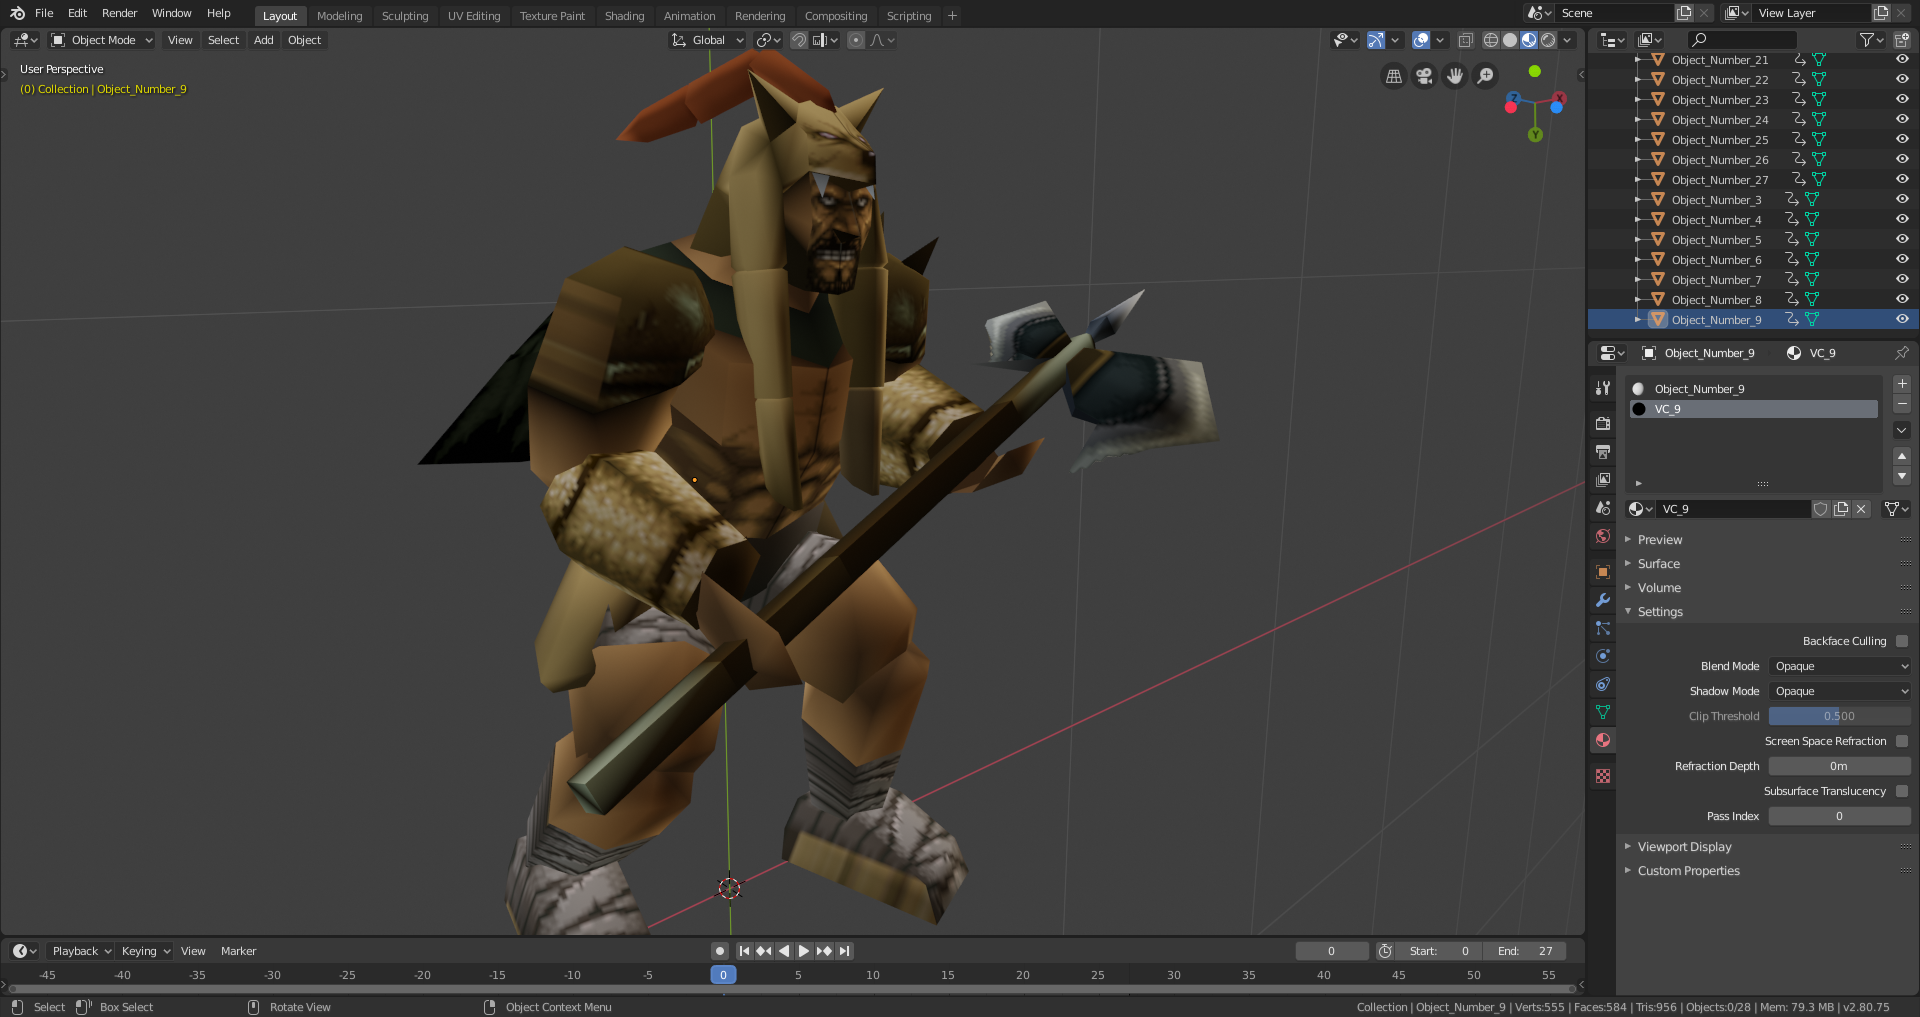 File Edit Render Window Help Layout Modeling Sculpting UV Editing Texture Paint Shading Animation Rendering Compositing Scripting + Scene View Layer
Object Mode View Select Add Object Global
User Perspective
(0) Collection | Object_Number_9
Z X
Y
Object_Number_21
Object_Number_22
Object_Number_23
Object_Number_24
Object_Number_25
Object_Number_26
Object_Number_27
Object_Number_3
Object_Number_4
Object_Number_5
Object_Number_6
Object_Number_7
Object_Number_8
Object_Number_9
Object_Number_9 VC_9
Object_Number_9
VC_9
VC_9
Preview
Surface
Volume
Settings
Backface Culling
Blend Mode Opaque
Shadow Mode Opaque
Clip Threshold 0.500
Screen Space Refraction
Refraction Depth 0m
Subsurface Translucency
Pass Index 0
Viewport Display
Custom Properties
Playback Keying View Marker 0 Start: 0 End: 27
-45 -40 -35 -30 -25 -20 -15 -10 -5 0 5 10 15 20 25 30 35 40 45 50 55
Select Box Select Rotate View Object Context Menu Collection | Object_Number_9 | Verts:555 | Faces:584 | Tris:956 | Objects:0/28 | Mem: 79.3 MB | v2.80.75